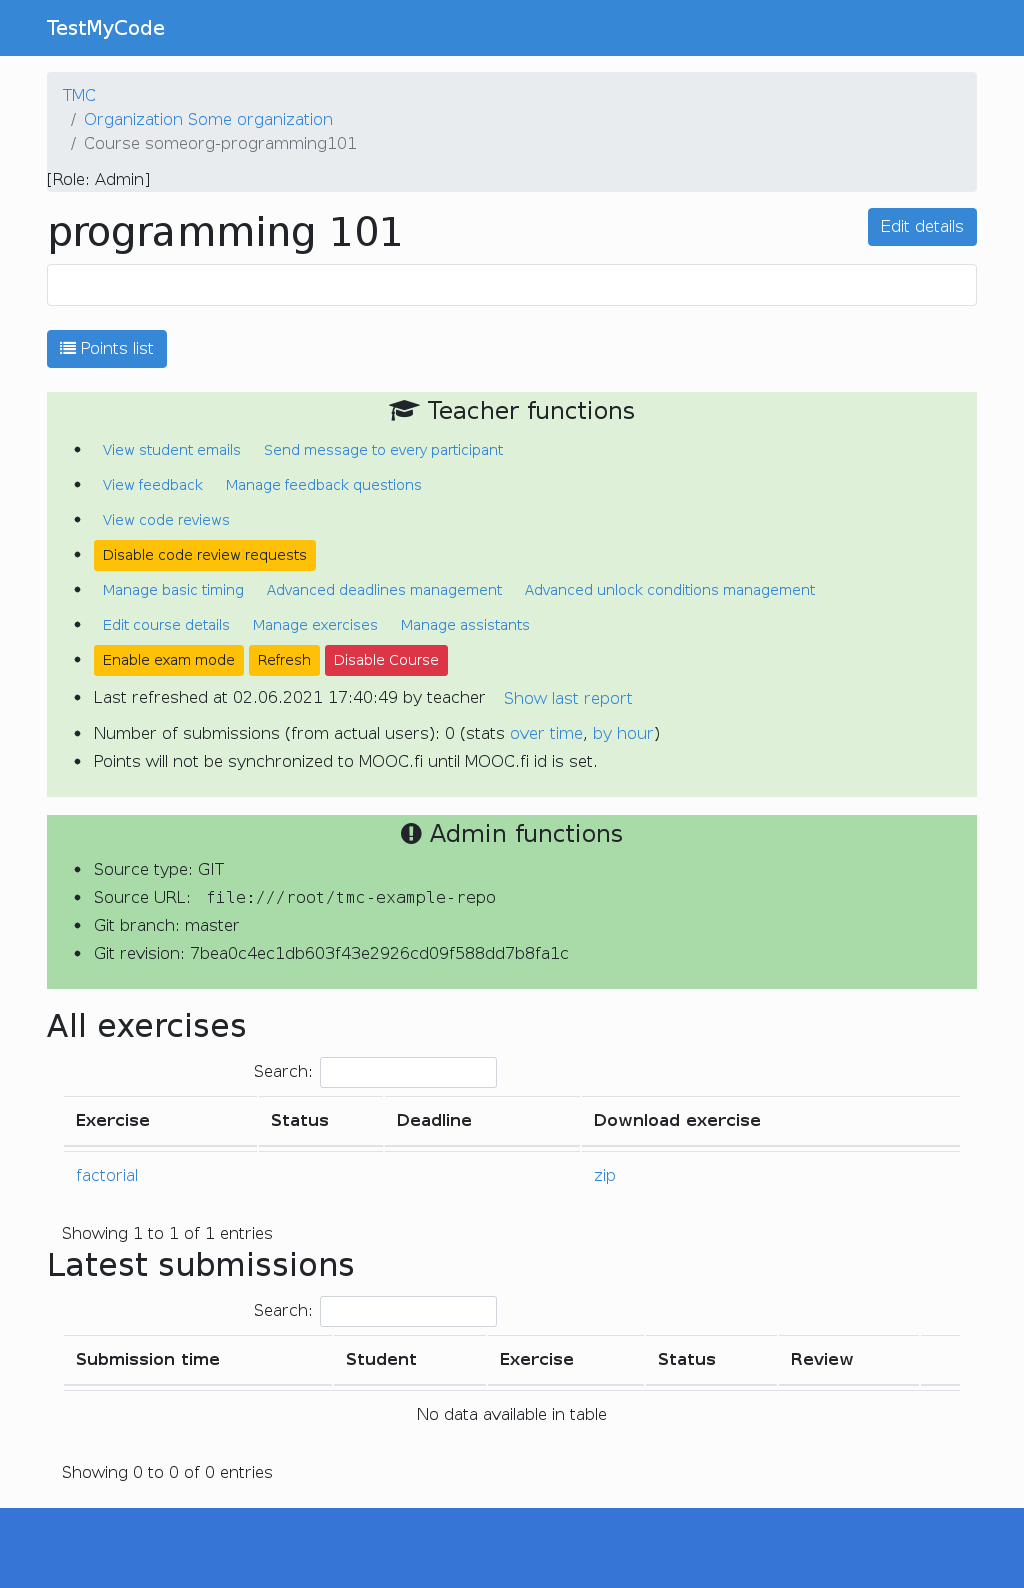 TestMyCode
TMC
/ Organization Some organization
/ Course someorg-programming101
[Role: Admin]
programming 101
Edit details
Points list
Teacher functions
View student emails Send message to every participant
View feedback Manage feedback questions
View code reviews
Disable code review requests
Manage basic timing Advanced deadlines management Advanced unlock conditions management
Edit course details Manage exercises Manage assistants
Enable exam mode Refresh Disable Course
Last refreshed at 02.06.2021 17:40:49 by teacher Show last report
Number of submissions (from actual users): 0 (stats over time, by hour)
Points will not be synchronized to MOOC.fi until MOOC.fi id is set.
Admin functions
Source type: GIT
Source URL: file:///root/tmc-example-repo
Git branch: master
Git revision: 7bea0c4ec1db603f43e2926cd09f588dd7b8fa1c
All exercises
Search:
Exercise Status Deadline Download exercise
factorial zip
Showing 1 to 1 of 1 entries
Latest submissions
Search:
Submission time Student Exercise Status Review
No data available in table
Showing 0 to 0 of 0 entries